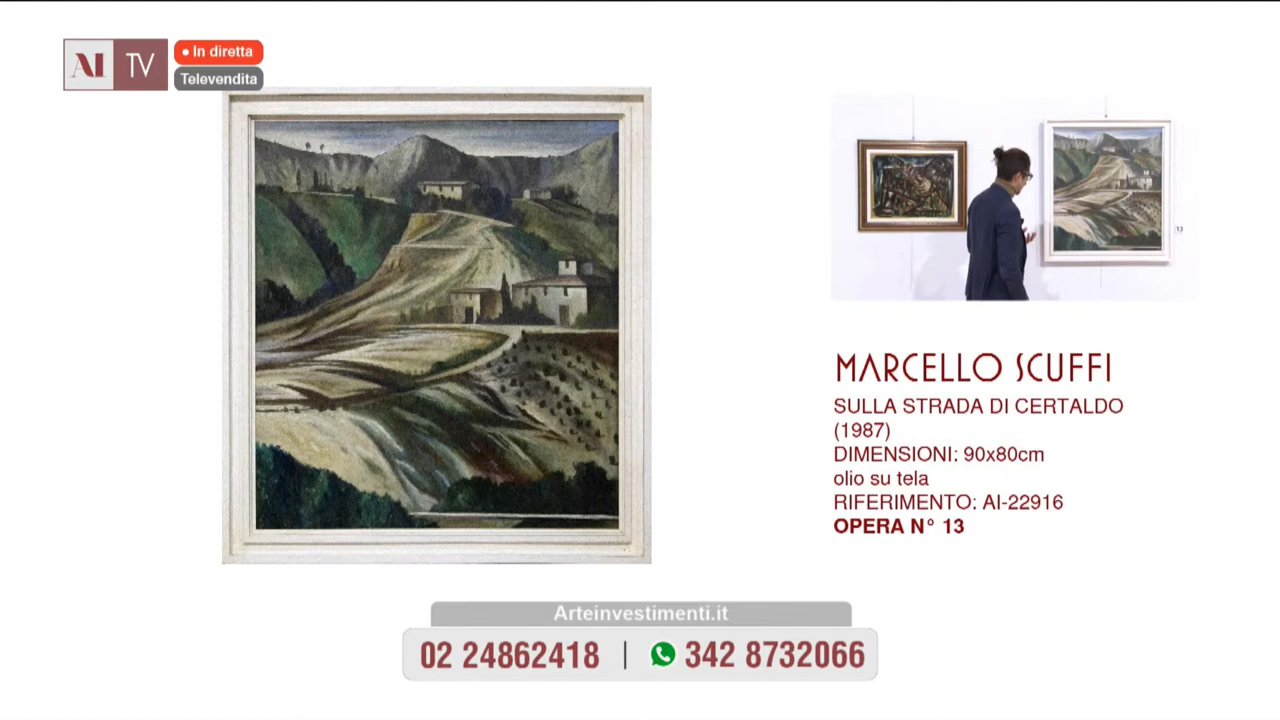 AI TV
• In diretta
Televendita
13
MARCELLO SCUFFI
SULLA STRADA DI CERTALDO
(1987)
DIMENSIONI: 90x80cm
olio su tela
RIFERIMENTO: AI-22916
OPERA N° 13
Arteinvestimenti.it
02 24862418 | 342 8732066